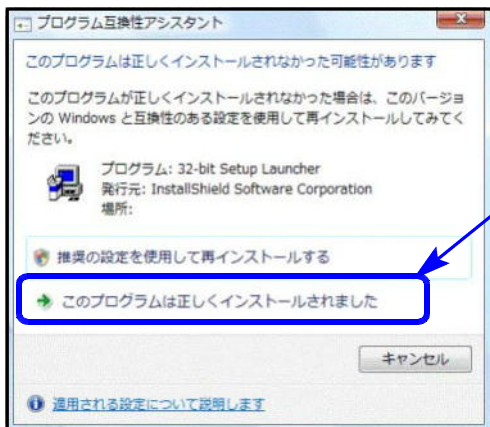 プログラム互換性アシスタント
このプログラムは正しくインストールされなかった可能性があります
このプログラムが正しくインストールされなかった場合は、このバージョ
ンの Windows と互換性のある設定を使用して再インストールしてみてく
ださい。
プログラム: 32-bit Setup Launcher
発行元: InstallShield Software Corporation
場所:
推奨の設定を使用して再インストールする
このプログラムは正しくインストールされました
キャンセル
適用される設定について説明します